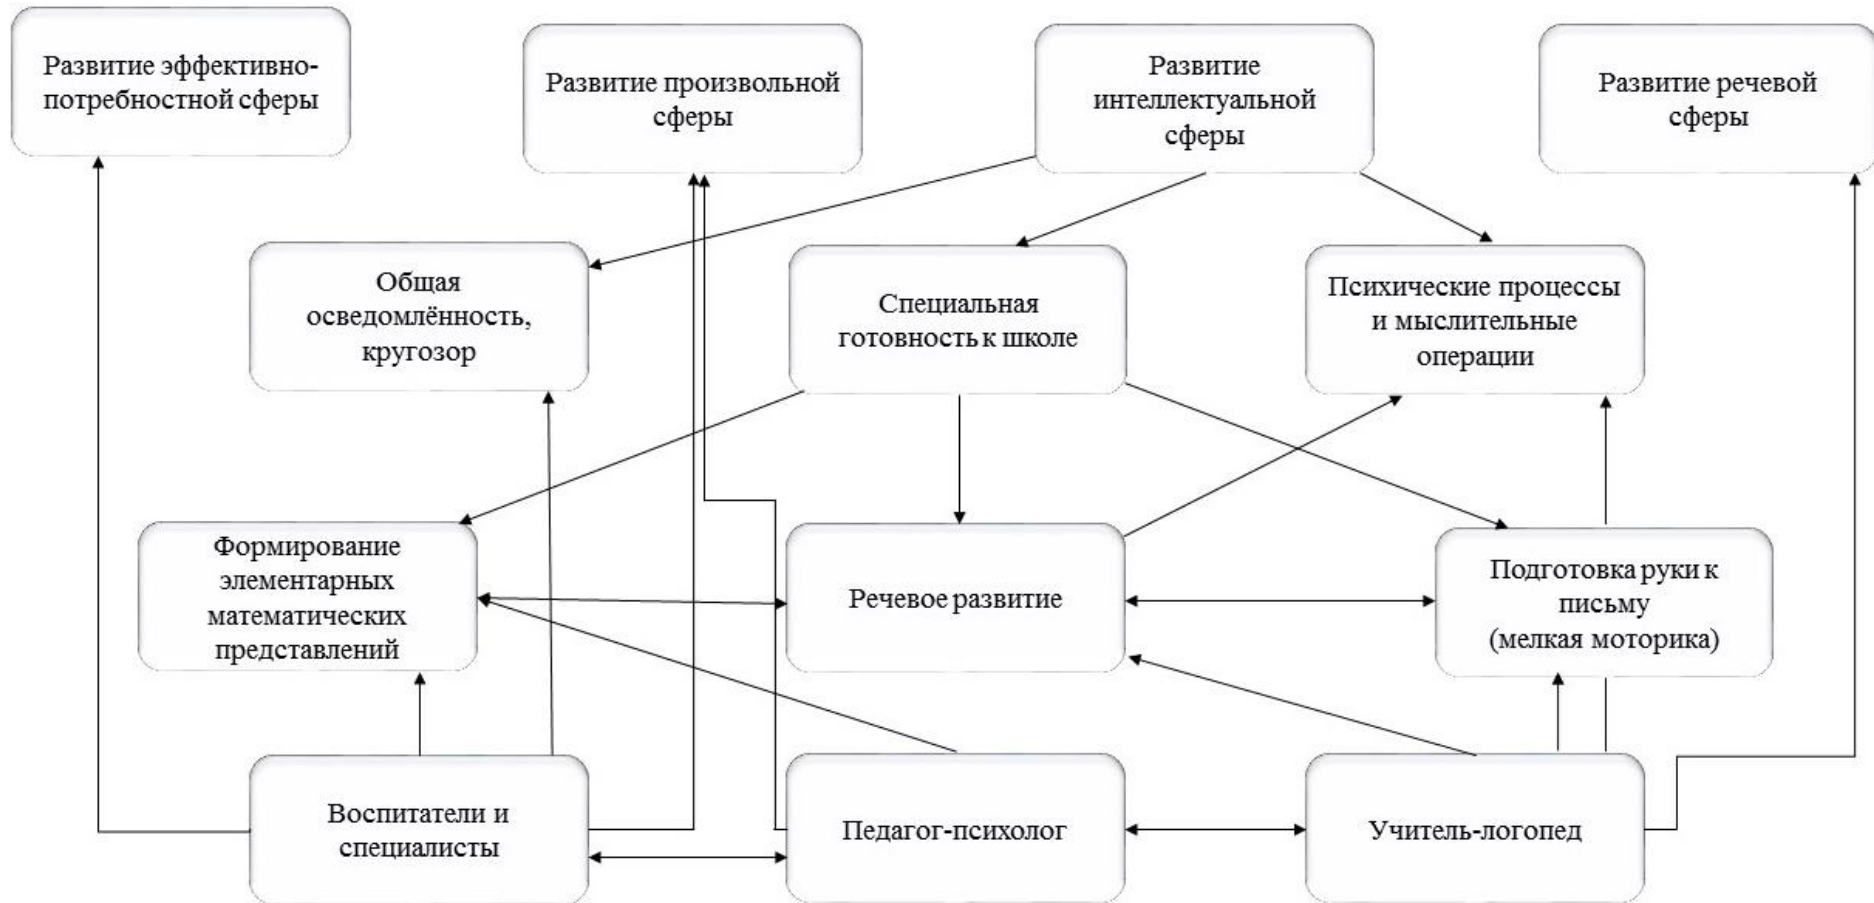 Развитие эффективно-
потребностной сферы
Развитие произвольной
сферы
Развитие
интеллектуальной
сферы
Развитие речевой
сферы
Общая
осведомлённость,
кругозор
Специальная
готовность к школе
Психические процессы
и мыслительные
операции
Формирование
элементарных
математических
представлений
Речевое развитие
Подготовка руки к
письму
(мелкая моторика)
Воспитатели и
специалисты
Педагог-психолог
Учитель-логопед